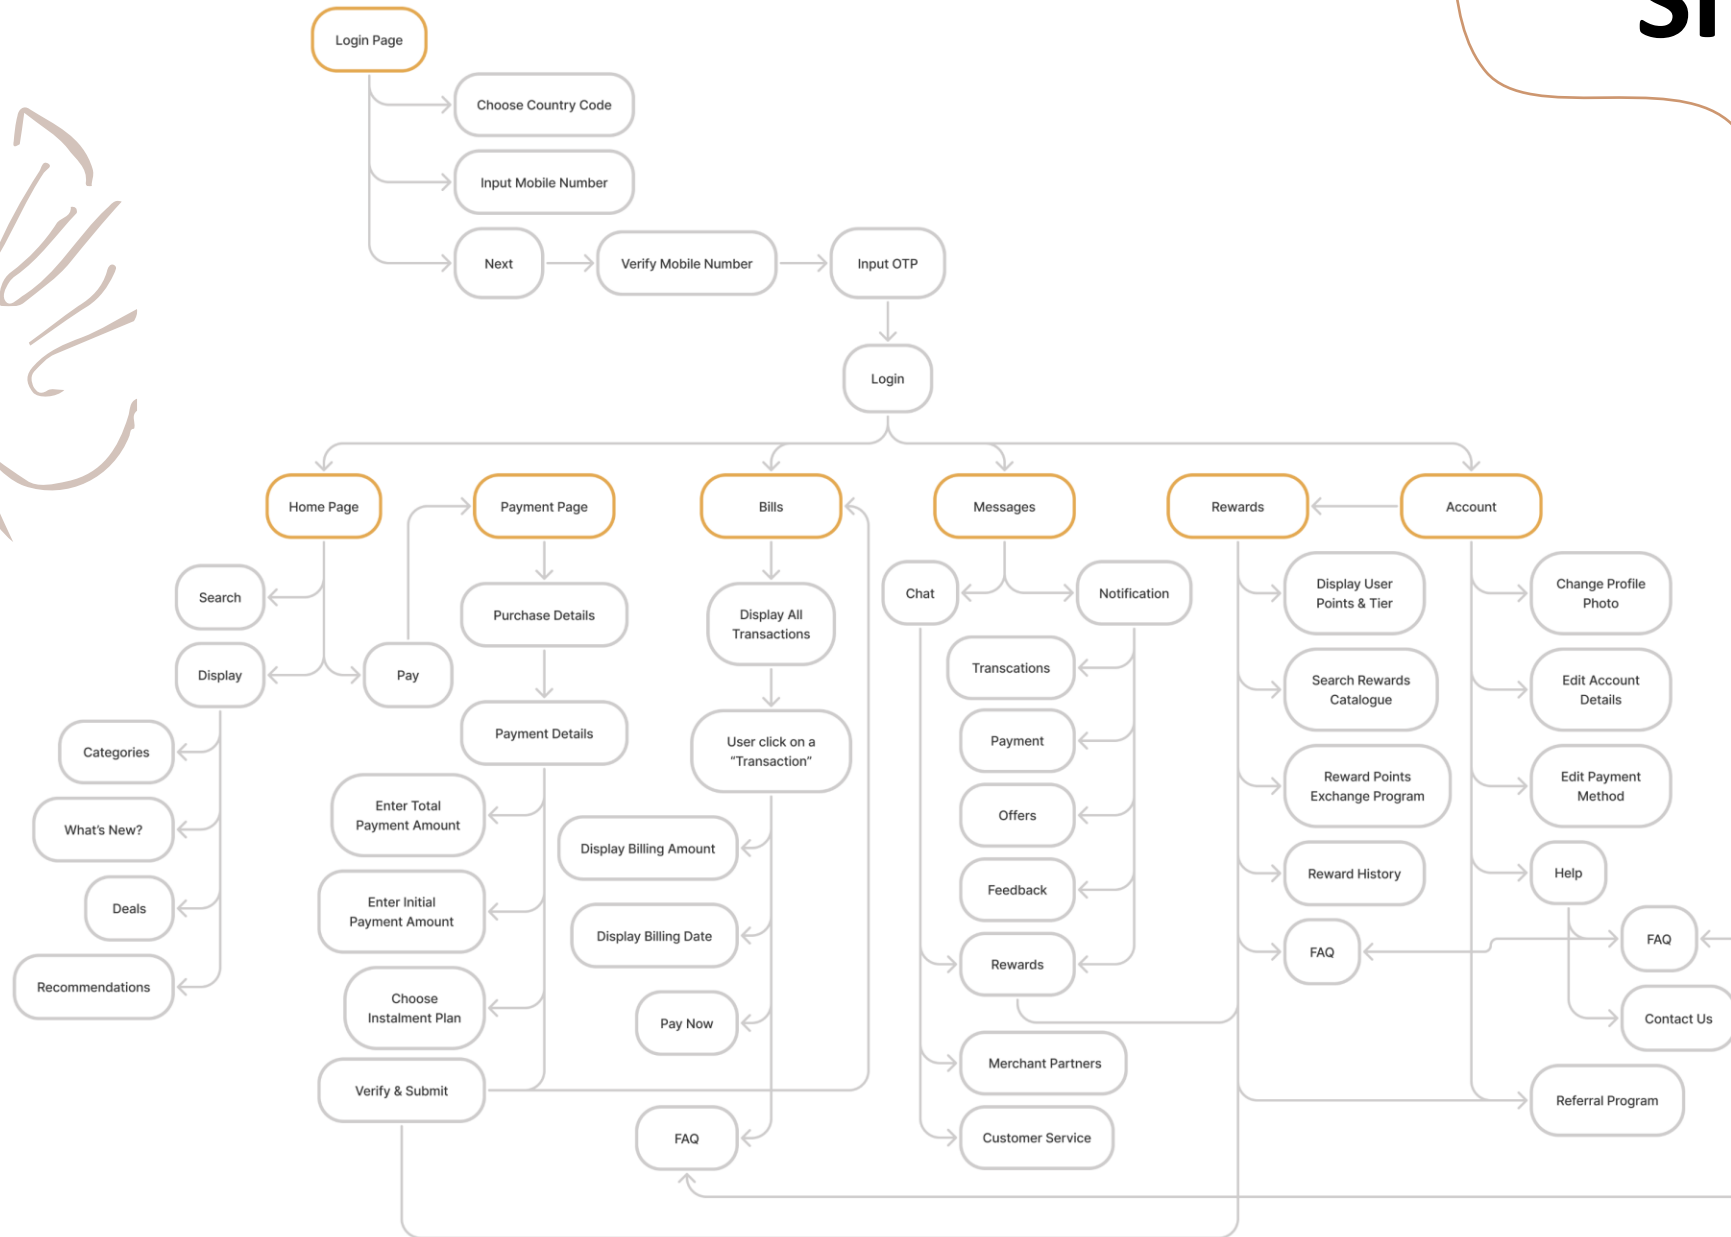 SI
Login Page
Choose Country Code
Input Mobile Number
Next
Verify Mobile Number
Input OTP
Login
Home Page
Payment Page
Bills
Messages
Rewards
Account
Search
Display
Pay
Categories
What's New?
Deals
Recommendations
Purchase Details
Payment Details
Enter Total
Payment Amount
Enter Initial
Payment Amount
Choose
Instalment Plan
Verify & Submit
Display All
Transactions
User click on a
“Transaction”
Display Billing Amount
Display Billing Date
Pay Now
FAQ
Chat
Notification
Transcations
Payment
Offers
Feedback
Rewards
Merchant Partners
Customer Service
Display User
Points & Tier
Search Rewards
Catalogue
Reward Points
Exchange Program
Reward History
FAQ
Change Profile
Photo
Edit Account
Details
Edit Payment
Method
Help
FAQ
Contact Us
Referral Program